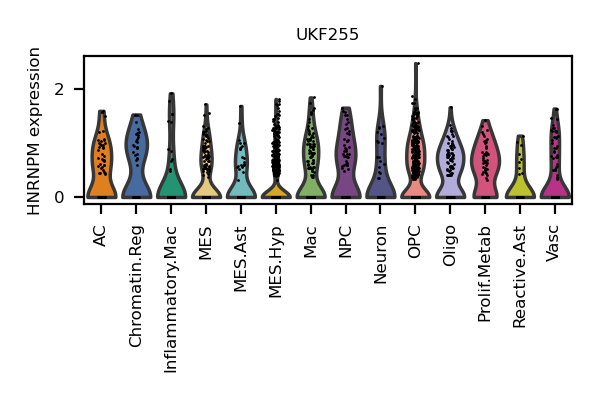 UKF255
HNRNPM expression
2
0
AC
Chromatin.Reg
Inflammatory.Mac
MES
MES.Ast
MES.Hyp
Mac
NPC
Neuron
OPC
Oligo
Prolif.Metab
Reactive.Ast
Vasc